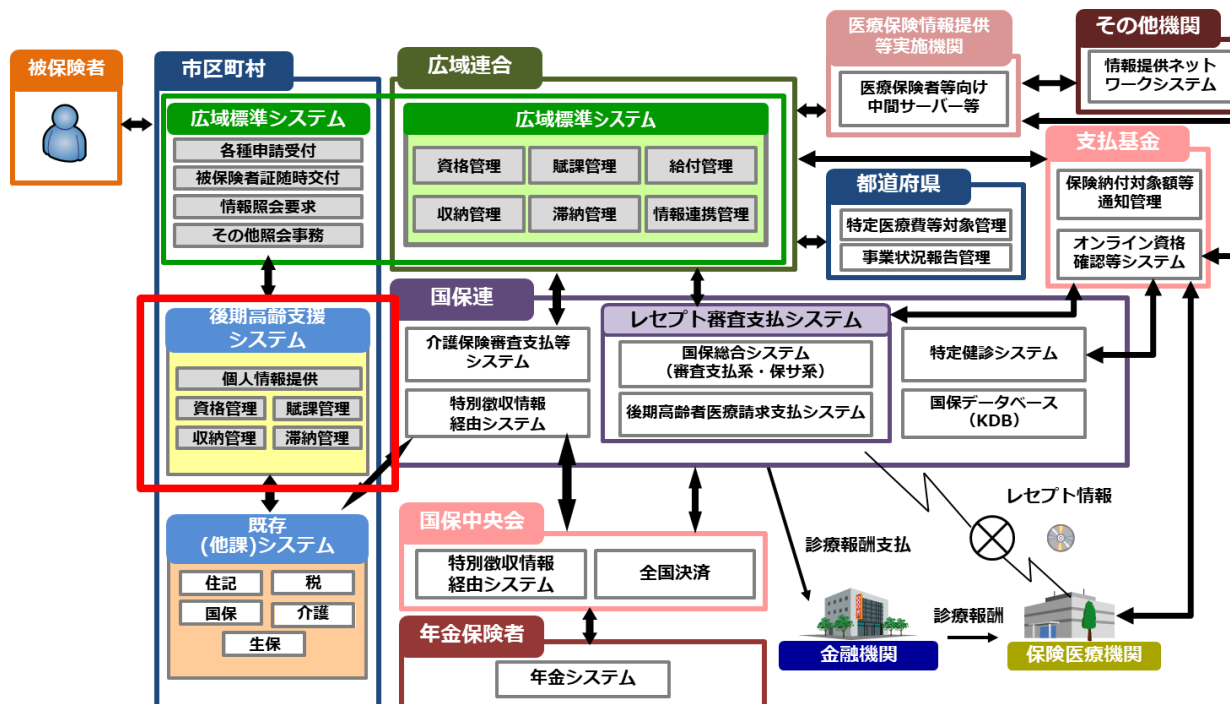 被保険者
市区町村
広域標準システム
各種申請受付
被保険者証随時交付
情報照会要求
その他照会事務
後期高齢支援
システム
個人情報提供
資格管理
賦課管理
収納管理
滞納管理
既存
(他課)システム
住記
税
国保
介護
生保
広域連合
広域標準システム
資格管理
賦課管理
給付管理
収納管理
滞納管理
情報連携管理
医療保険情報提供
等実施機関
医療保険者等向け
中間サーバー等
その他機関
情報提供ネット
ワークシステム
支払基金
保険納付対象額等
通知管理
オンライン資格
確認等システム
都道府県
特定医療費等対象管理
事業状況報告管理
国保連
介護保険審査支払等
システム
特別徴収情報
経由システム
レセプト審査支払システム
国保総合システム
（審査支払系・保サ系）
後期高齢者医療請求支払システム
特定健診システム
国保データベース
（KDB）
国保中央会
特別徴収情報
経由システム
全国決済
年金保険者
年金システム
診療報酬支払
レセプト情報
金融機関
診療報酬
保険医療機関